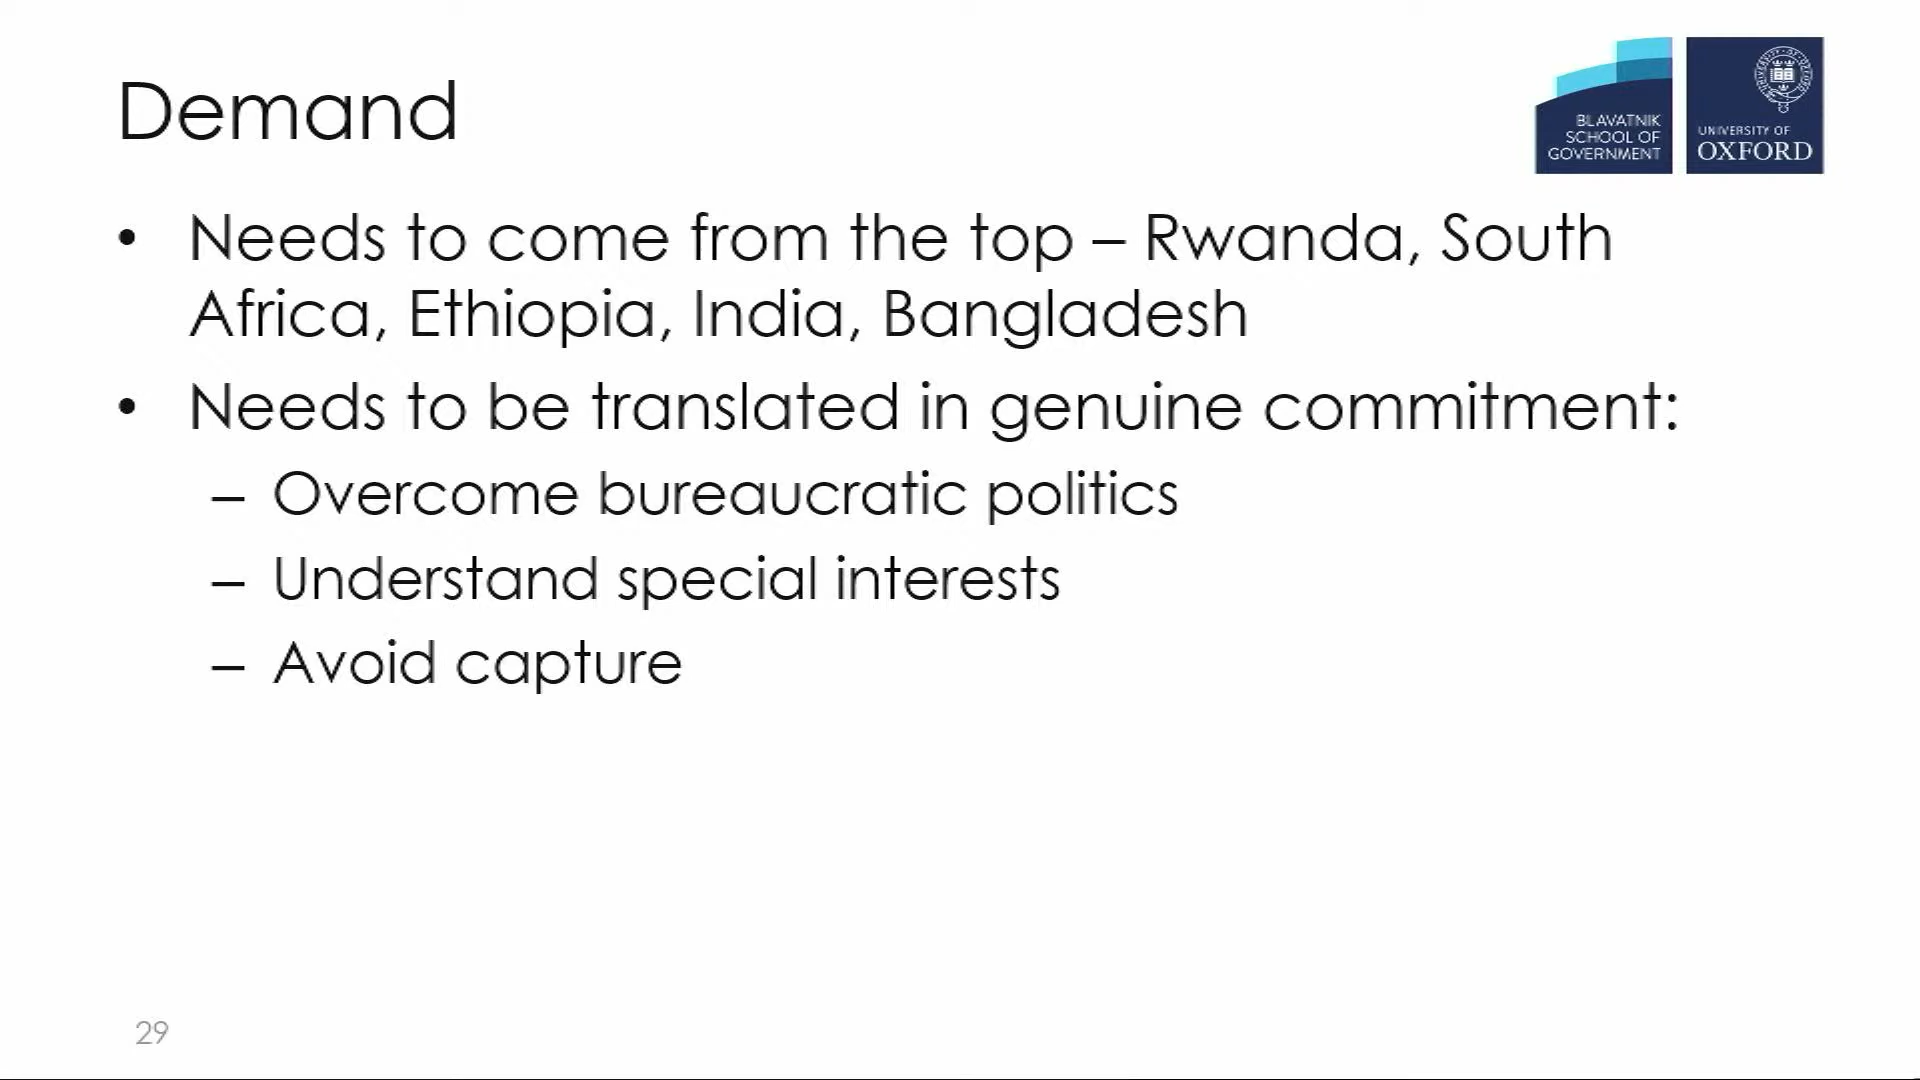 Demand
BLAVATNIK
SCHOOL OF
GOVERNMENT
UNIVERSITY OF
OXFORD
• Needs to come from the top – Rwanda, South
Africa, Ethiopia, India, Bangladesh
• Needs to be translated in genuine commitment:
– Overcome bureaucratic politics
– Understand special interests
– Avoid capture
29